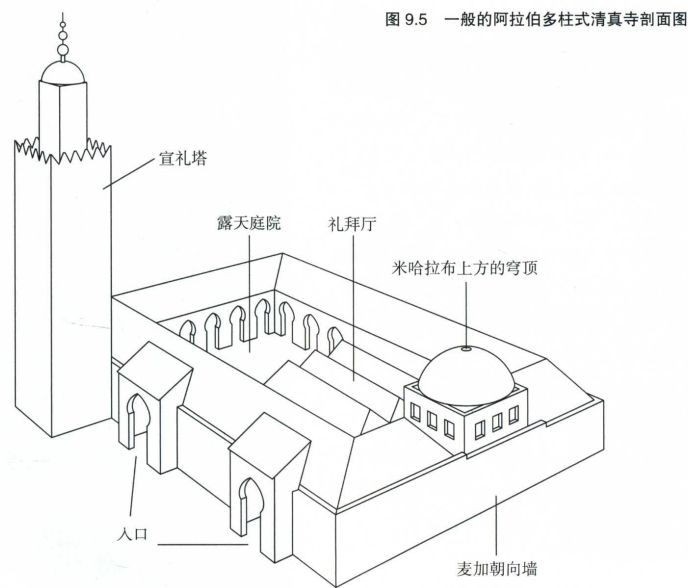 图 9.5 一般的阿拉伯多柱式清真寺剖面图
宣礼塔
露天庭院
礼拜厅
米哈拉布上方的穹顶
入口
麦加朝向墙